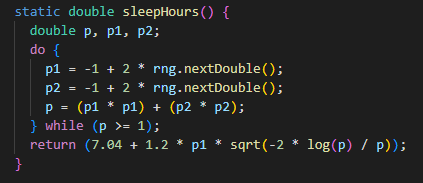 static double sleepHours() {
  double p, p1, p2;
  do {
    p1 = -1 + 2 * rng.nextDouble();
    p2 = -1 + 2 * rng.nextDouble();
    p = (p1 * p1) + (p2 * p2);
  } while (p >= 1);
  return (7.04 + 1.2 * p1 * sqrt(-2 * log(p) / p));
}